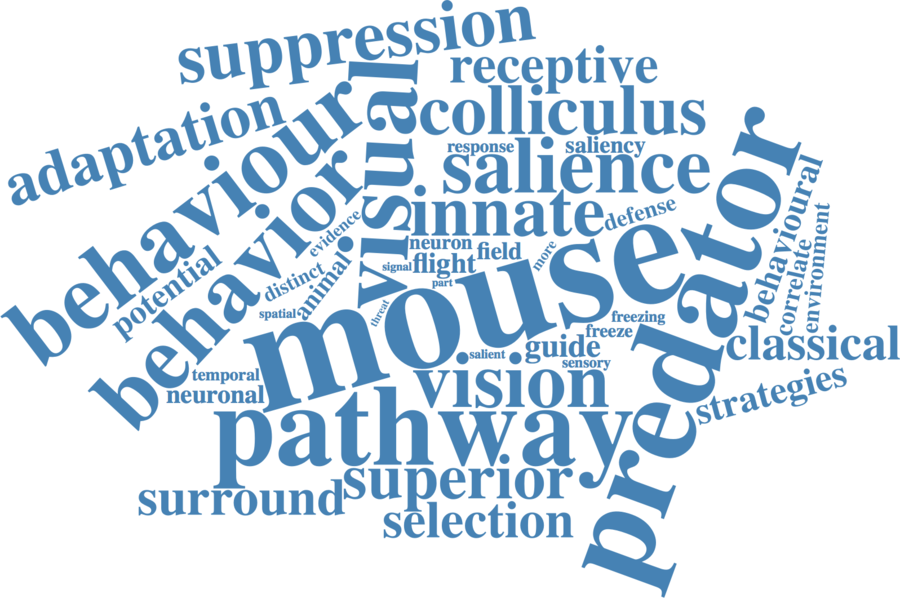 suppression
receptive
adaptation
visual
colliculus
behaviour
response
saliency
salience
behavior
innate
defense
predator
behavioural
evidence
neuron
field
more
correlate
environment
potential
distinct
animal
signal
flight
part
mouse
spatial
threat
freezing
freeze
classical
salient
guide
sensory
temporal
neuronal
vision
strategies
pathway
superior
surround
selection